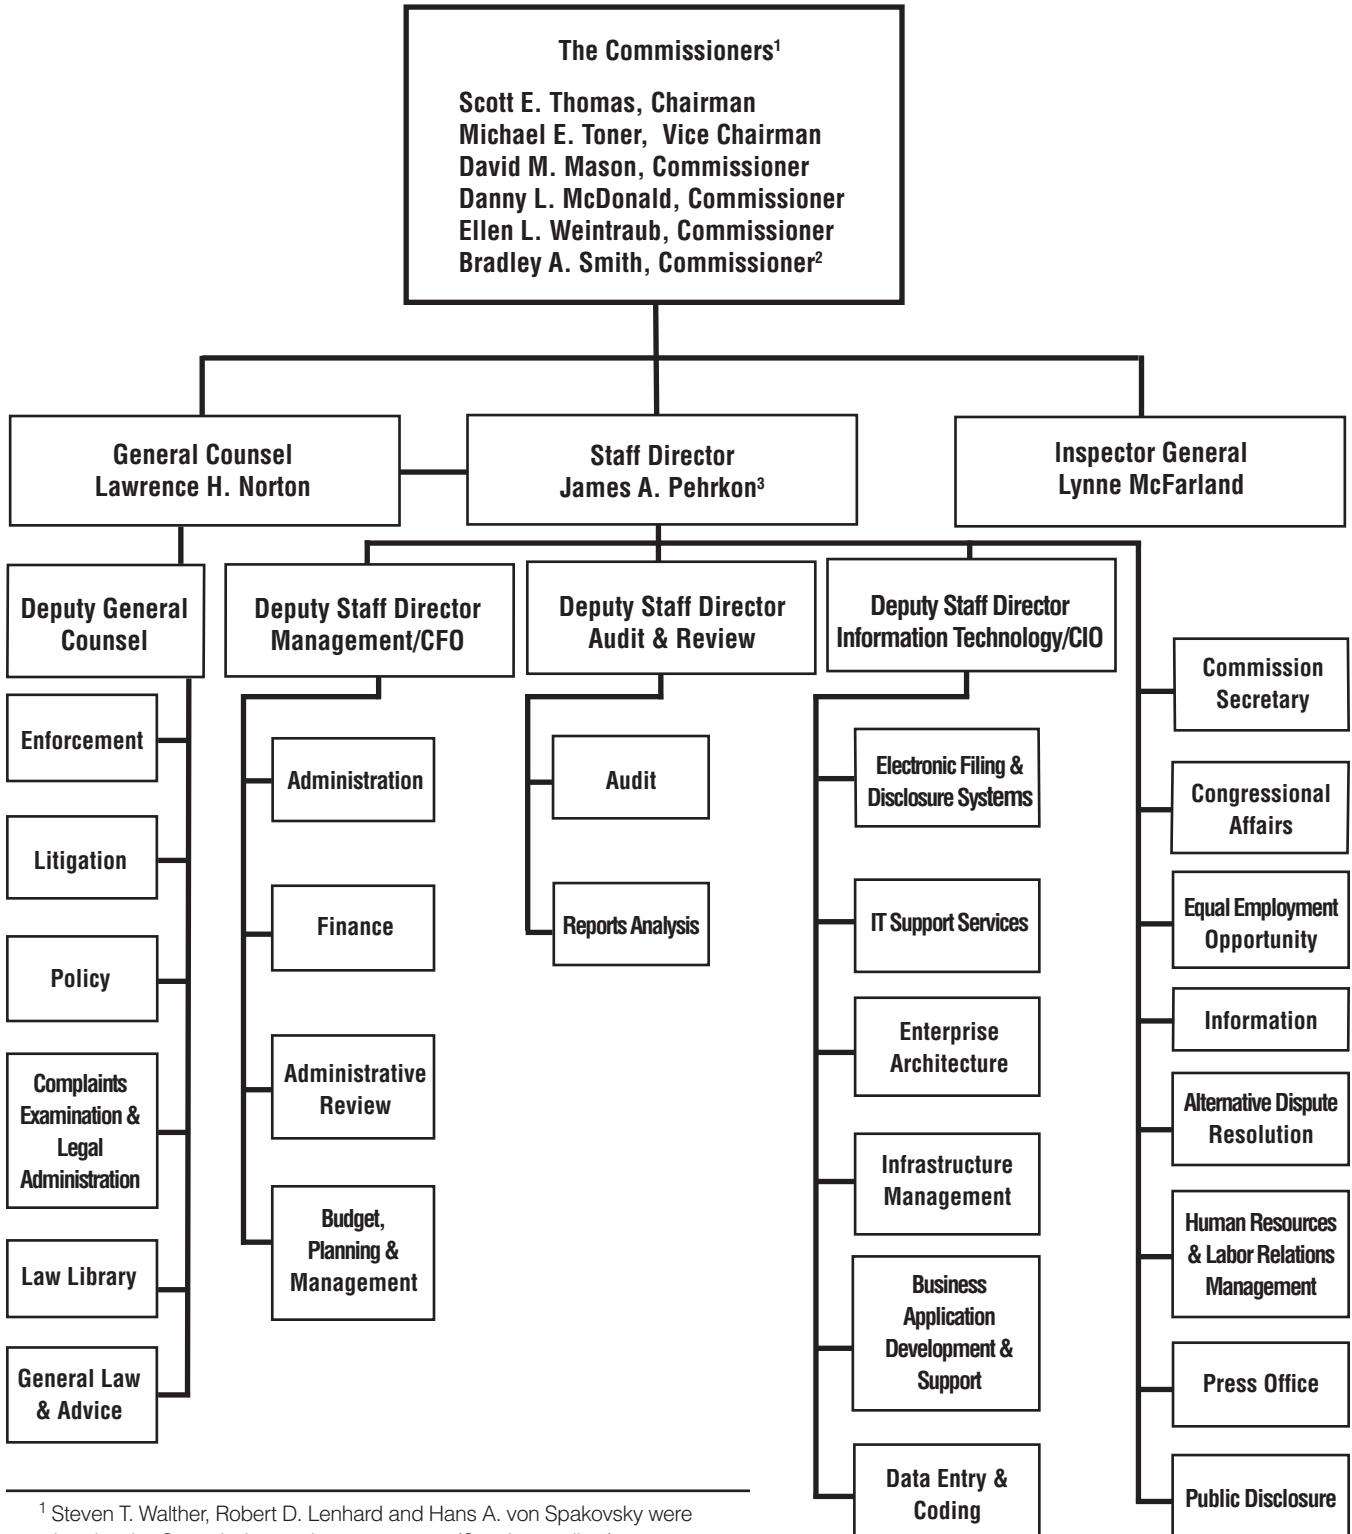 The Commissioners¹
Scott E. Thomas, Chairman
Michael E. Toner, Vice Chairman
David M. Mason, Commissioner
Danny L. McDonald, Commissioner
Ellen L. Weintraub, Commissioner
Bradley A. Smith, Commissioner²
General Counsel
Lawrence H. Norton
Staff Director
James A. Pehrkon³
Inspector General
Lynne McFarland
Deputy General
Counsel
Enforcement
Litigation
Policy
Complaints
Examination &
Legal
Administration
Law Library
General Law
& Advice
Deputy Staff Director
Management/CFO
Administration
Finance
Administrative
Review
Budget,
Planning &
Management
Deputy Staff Director
Audit & Review
Audit
Reports Analysis
Deputy Staff Director
Information Technology/CIO
Electronic Filing &
Disclosure Systems
IT Support Services
Enterprise
Architecture
Infrastructure
Management
Business
Application
Development &
Support
Data Entry &
Coding
Commission
Secretary
Congressional
Affairs
Equal Employment
Opportunity
Information
Alternative Dispute
Resolution
Human Resources
& Labor Relations
Management
Press Office
Public Disclosure
¹ Steven T. Walther, Robert D. Lenhard and Hans A. von Spakovsky were